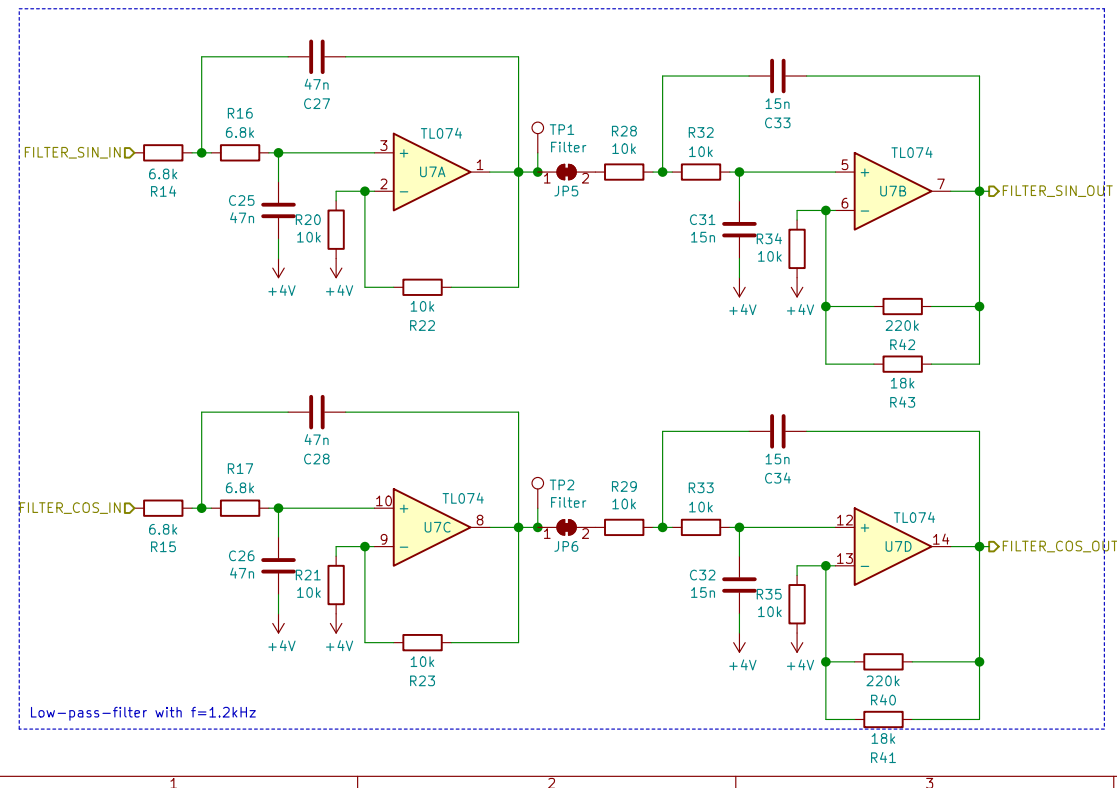 47n
C27
15n
C33
R16
6.8k
TL074
TP1
Filter
R28
10k
R32
10k
TL074
FILTER_SIN_IN
6.8k
R14
3
+
U7A
1
2
−
1
2
JP5
5
+
U7B
7
6
−
FILTER_SIN_OUT
C25
47n
R20
10k
C31
15n
R34
10k
+4V
+4V
+4V
+4V
10k
R22
220k
R42
18k
R43
47n
C28
15n
C34
R17
6.8k
TL074
TP2
Filter
R29
10k
R33
10k
TL074
FILTER_COS_IN
6.8k
R15
10
+
U7C
8
9
−
1
2
JP6
12
+
U7D
14
13
−
FILTER_COS_OUT
C26
47n
R21
10k
C32
15n
R35
10k
+4V
+4V
+4V
+4V
10k
R23
220k
R40
18k
R41
Low-pass-filter with f=1.2kHz
1
2
3